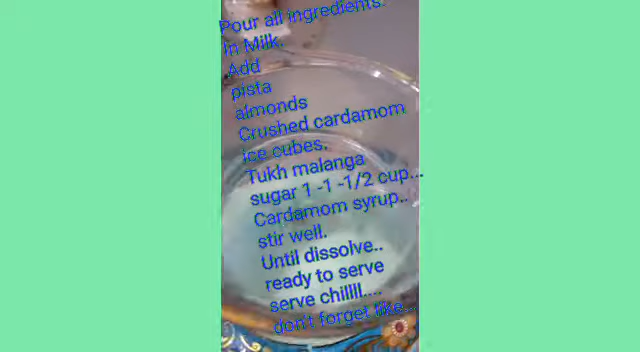 Pour all ingredients
In Milk.
Add
pista
almonds
Crushed cardamom
ice cubes.
Tukh malanga
sugar 1 -1 -1/2 cup...
Cardamom syrup..
stir well.
Until dissolve..
ready to serve
serve chillll....
don't forget like...